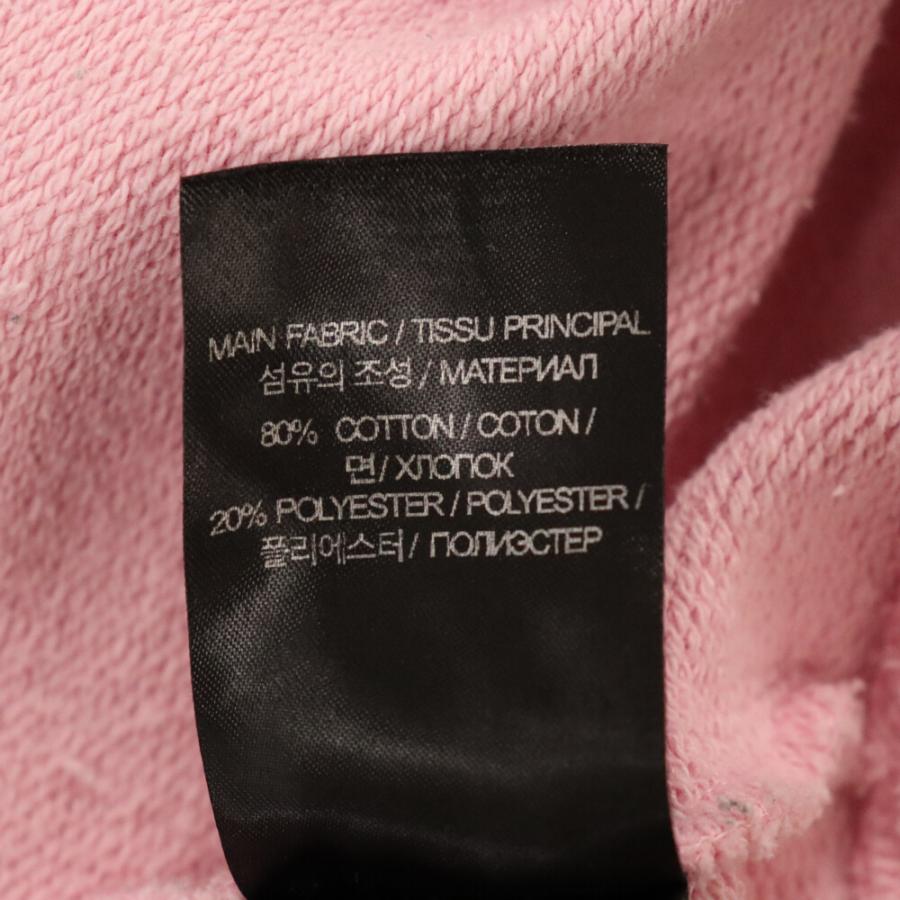 MAIN FABRIC / TISSU PRINCIPAL
섬유의 조성 / МАТЕРИАЛ
80% COTTON / COTON /
면 / ХЛОПОК
20% POLYESTER / POLYESTER /
폴리에스터 / ПОЛИЭСТЕР